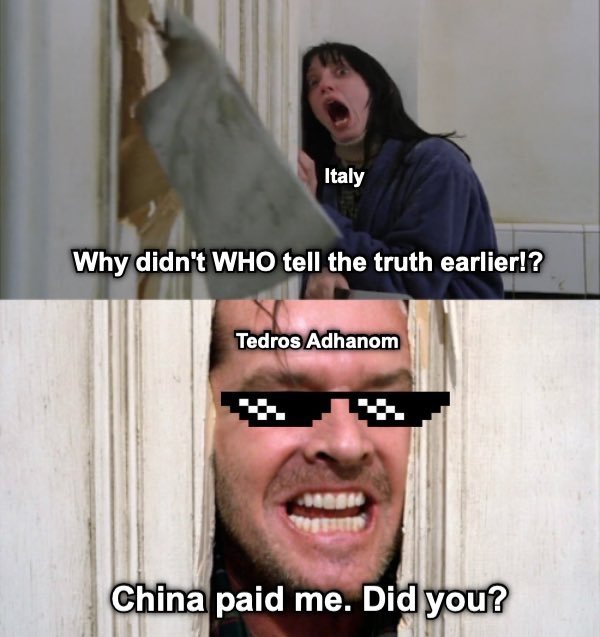 Italy
Why didn't WHO tell the truth earlier!?
Tedros Adhanom
China paid me. Did you?